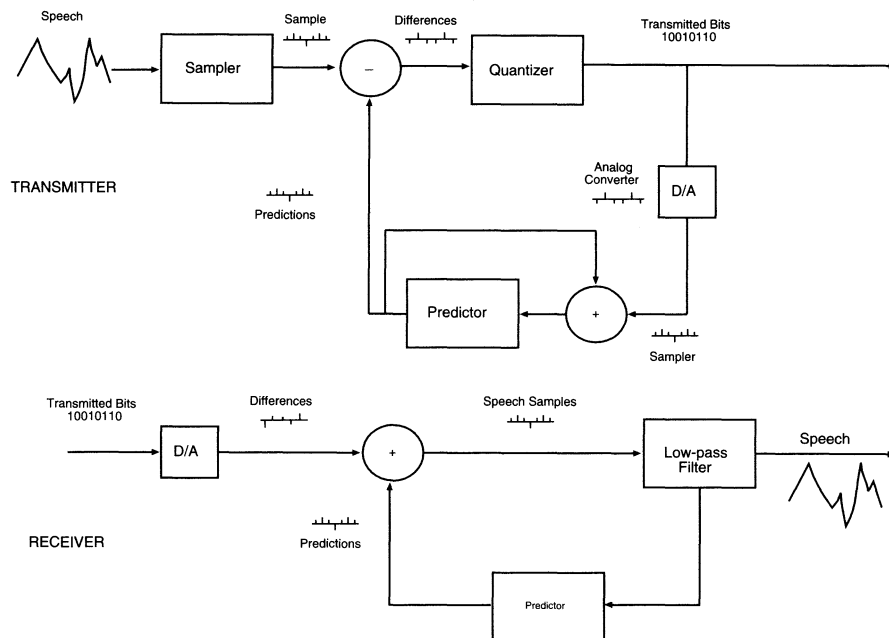 Speech
Sample
Differences
Transmitted Bits
10010110
Sampler
–
Quantizer
TRANSMITTER
Predictions
Analog
Converter
D/A
Predictor
+
Sampler
Transmitted Bits
10010110
Differences
Speech Samples
D/A
+
Low-pass
Filter
Speech
RECEIVER
Predictions
Predictor